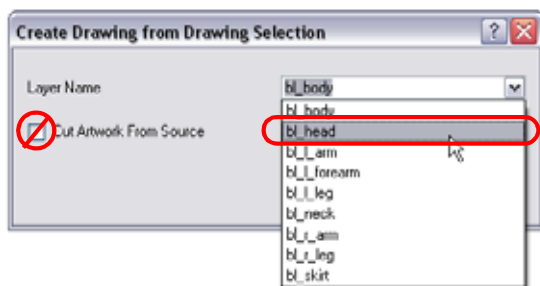 Create Drawing from Drawing Selection
Layer Name
bl_body
Cut Artwork From Source
bl_body
bl_head
bl_l_arm
bl_l_forearm
bl_l_leg
bl_neck
bl_r_arm
bl_r_leg
bl_skirt